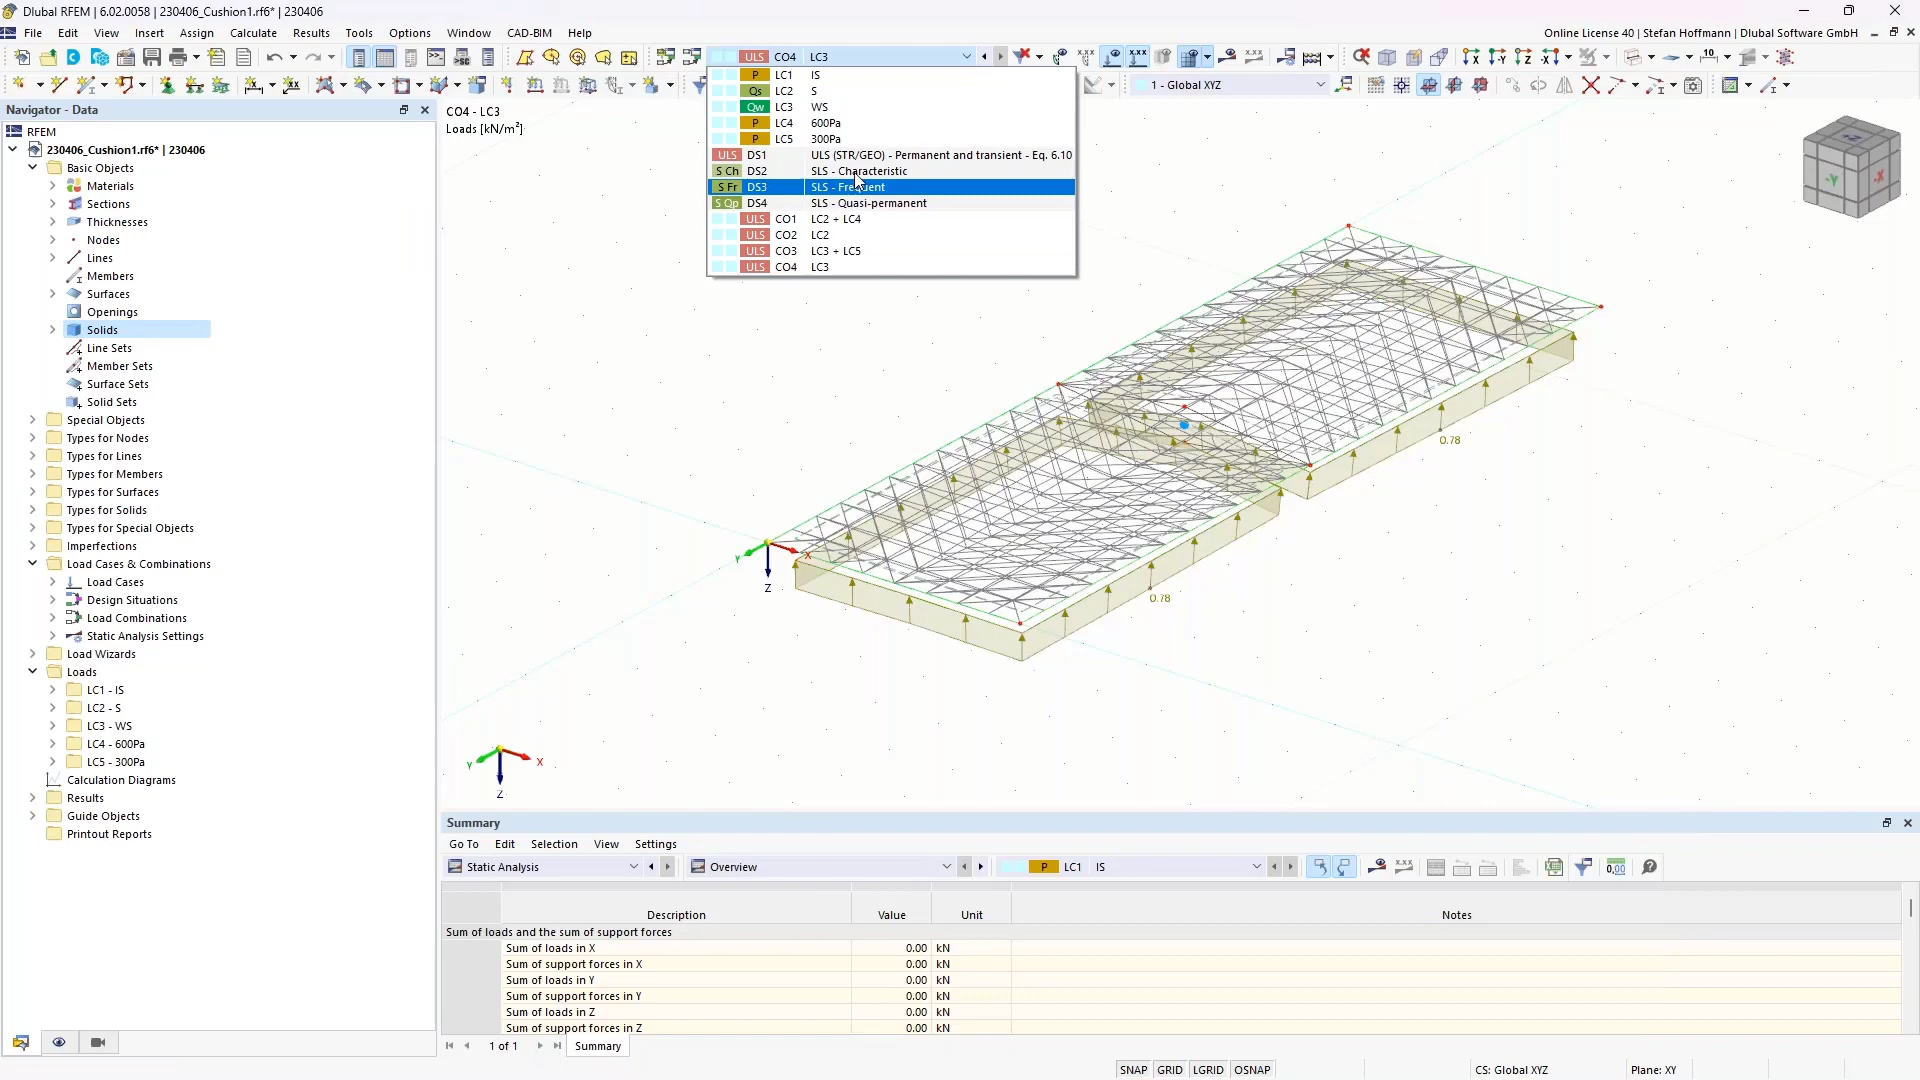 Dlubal RFEM | 6.02.0058 | 230406_Cushion1.rf6* | 230406
File Edit View Insert Assign Calculate Results Tools Options Window CAD-BIM Help
Online License 40 | Stefan Hoffmann | Dlubal Software GmbH
ULS CO4 LC3
1 - Global XYZ
P LC1 IS
Qs LC2 S
Qw LC3 WS
P LC4 600Pa
P LC5 300Pa
ULS DS1 ULS (STR/GEO) - Permanent and transient - Eq. 6.10
S Ch DS2 SLS - Characteristic
S Fr DS3 SLS - Frequent
S Qp DS4 SLS - Quasi-permanent
ULS CO1 LC2 + LC4
ULS CO2 LC2
ULS CO3 LC3 + LC5
ULS CO4 LC3
Navigator - Data
RFEM
230406_Cushion1.rf6* | 230406
Basic Objects
Materials
Sections
Thicknesses
Nodes
Lines
Members
Surfaces
Openings
Solids
Line Sets
Member Sets
Surface Sets
Solid Sets
Special Objects
Types for Nodes
Types for Lines
Types for Members
Types for Surfaces
Types for Solids
Types for Special Objects
Imperfections
Load Cases & Combinations
Load Cases
Design Situations
Load Combinations
Static Analysis Settings
Load Wizards
Loads
LC1 - IS
LC2 - S
LC3 - WS
LC4 - 600Pa
LC5 - 300Pa
Calculation Diagrams
Results
Guide Objects
Printout Reports
CO4 - LC3
Loads [kN/m²]
+Z
-Y
-X
0.78
0.78
Y
X
Z
Y
X
Z
Summary
Go To Edit Selection View Settings
Static Analysis
Overview
P LC1 IS
Description Value Unit Notes
Sum of loads and the sum of support forces
Sum of loads in X 0.00 kN
Sum of support forces in X 0.00 kN
Sum of loads in Y 0.00 kN
Sum of support forces in Y 0.00 kN
Sum of loads in Z 0.00 kN
Sum of support forces in Z 0.00 kN
1 of 1
Summary
SNAP GRID LGRID OSNAP
CS: Global XYZ
Plane: XY